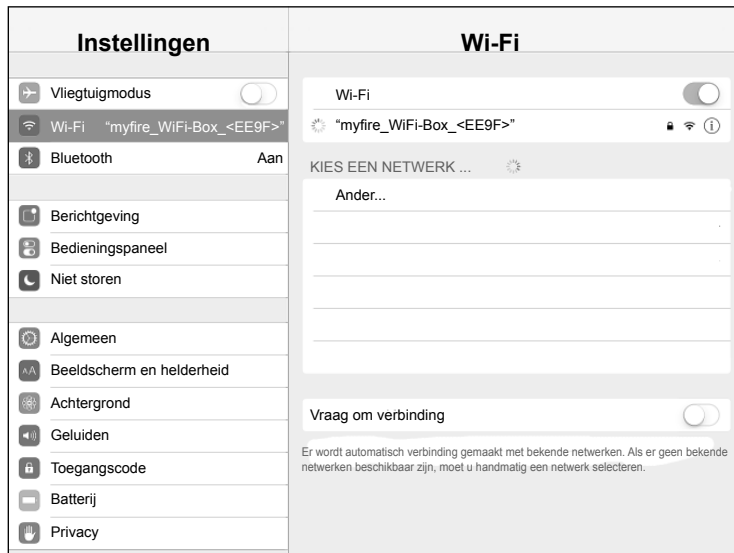 Instellingen
Vliegtuigmodus
Wi-Fi “myfire_WiFi-Box_<EE9F>”
Bluetooth Aan
Berichtgeving
Bedieningspaneel
Niet storen
Algemeen
AA Beeldscherm en helderheid
Achtergrond
Geluiden
Toegangscode
Batterij
Privacy
Wi-Fi
Wi-Fi
“myfire_WiFi-Box_<EE9F>”
KIES EEN NETWERK ...
Ander...
Vraag om verbinding
Er wordt automatisch verbinding gemaakt met bekende netwerken. Als er geen bekende
netwerken beschikbaar zijn, moet u handmatig een netwerk selecteren.